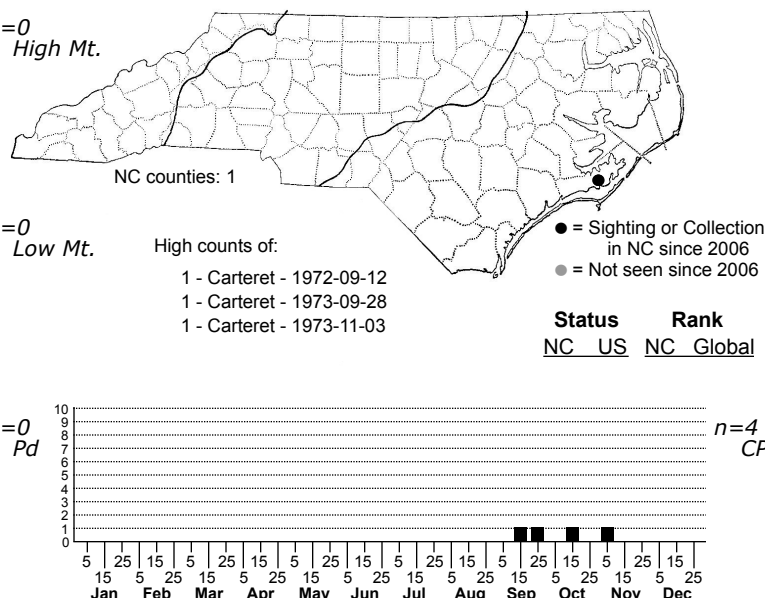 =0
High Mt.
NC counties: 1
=0
Low Mt.
High counts of:
1 - Carteret - 1972-09-12
1 - Carteret - 1973-09-28
1 - Carteret - 1973-11-03
● = Sighting or Collection
in NC since 2006
● = Not seen since 2006
Status Rank
NC US NC Global
=0
Pd
n=4
CP
10
9
8
7
6
5
4
3
2
1
0
5 25 15 5 25 15 5 25 15 5 25 15 5 25 15 5 25 15
15 5 25 15 5 25 15 5 25 15 5 25 15 5 25 15 5 25
Jan Feb Mar Apr May Jun Jul Aug Sep Oct Nov Dec